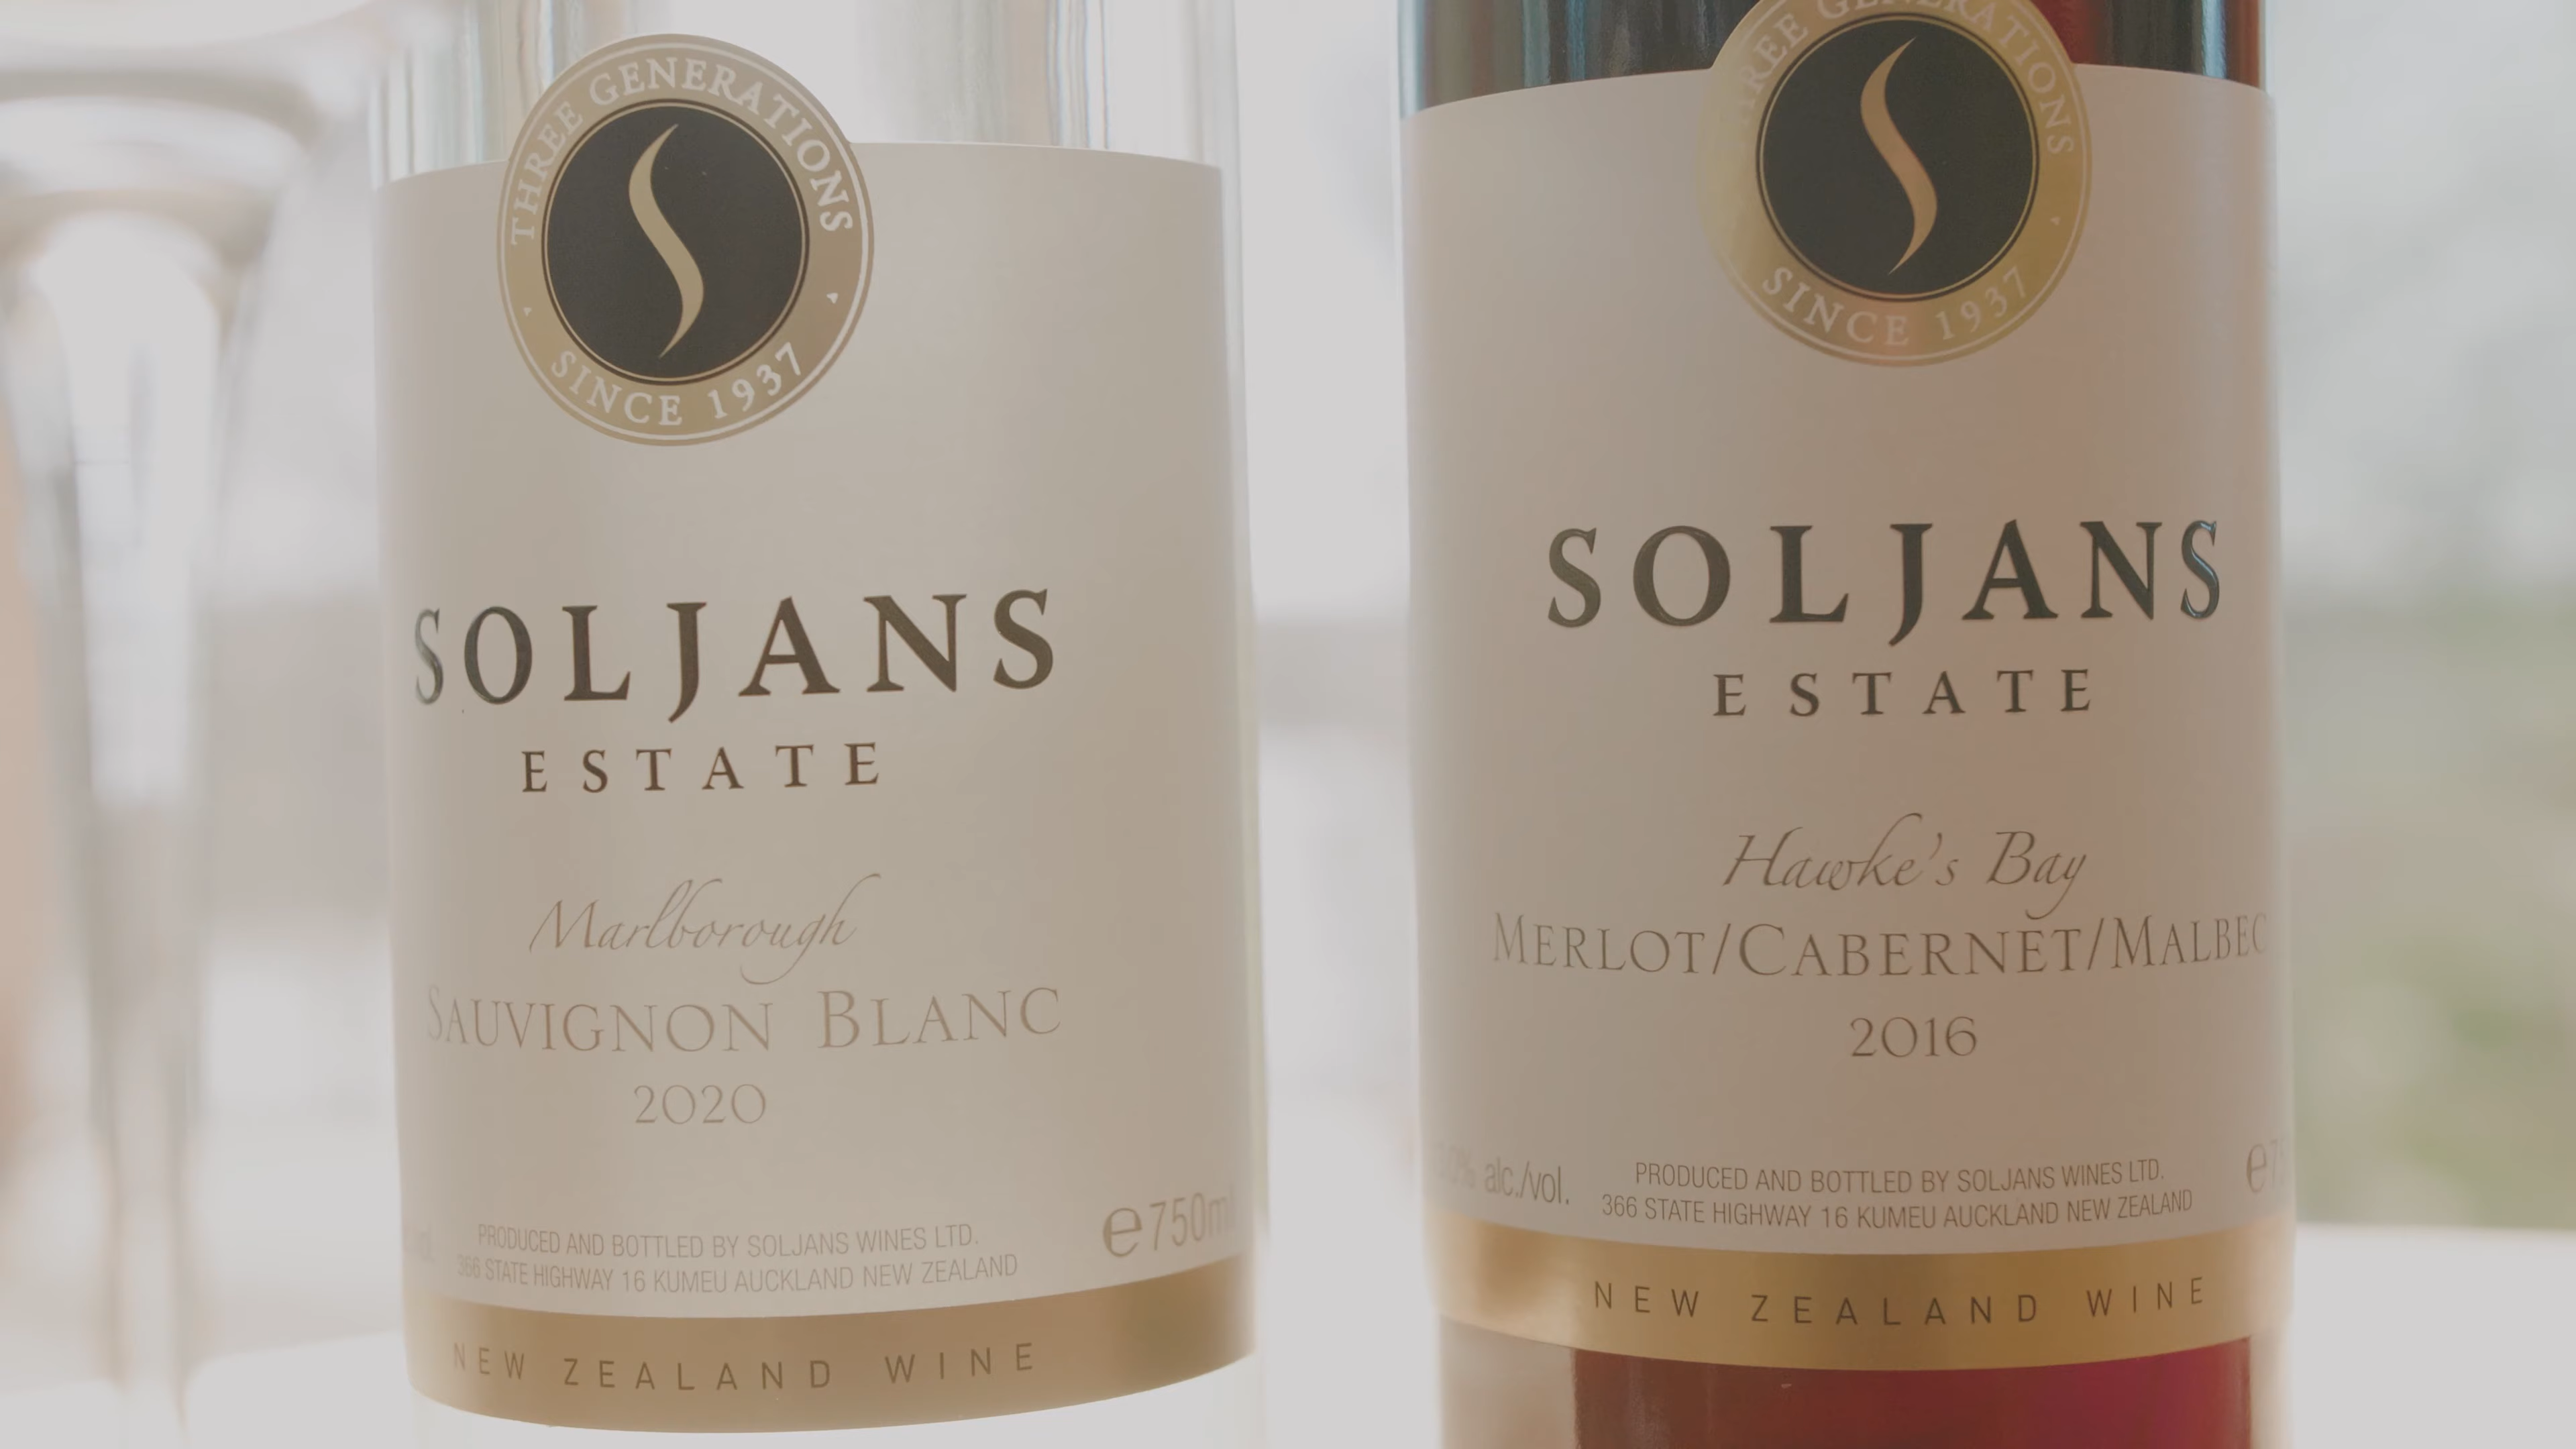 THREE GENERATIONS
SINCE 1937
SOLJANS
ESTATE
Marlborough
SAUVIGNON BLANC
2020
PRODUCED AND BOTTLED BY SOLJANS WINES LTD.
366 STATE HIGHWAY 16 KUMEU AUCKLAND NEW ZEALAND
e750ml
NEW ZEALAND WINE
THREE GENERATIONS
SINCE 1937
SOLJANS
ESTATE
Hawke's Bay
MERLOT/CABERNET/MALBEC
2016
alc./vol.
PRODUCED AND BOTTLED BY SOLJANS WINES LTD.
366 STATE HIGHWAY 16 KUMEU AUCKLAND NEW ZEALAND
NEW ZEALAND WINE